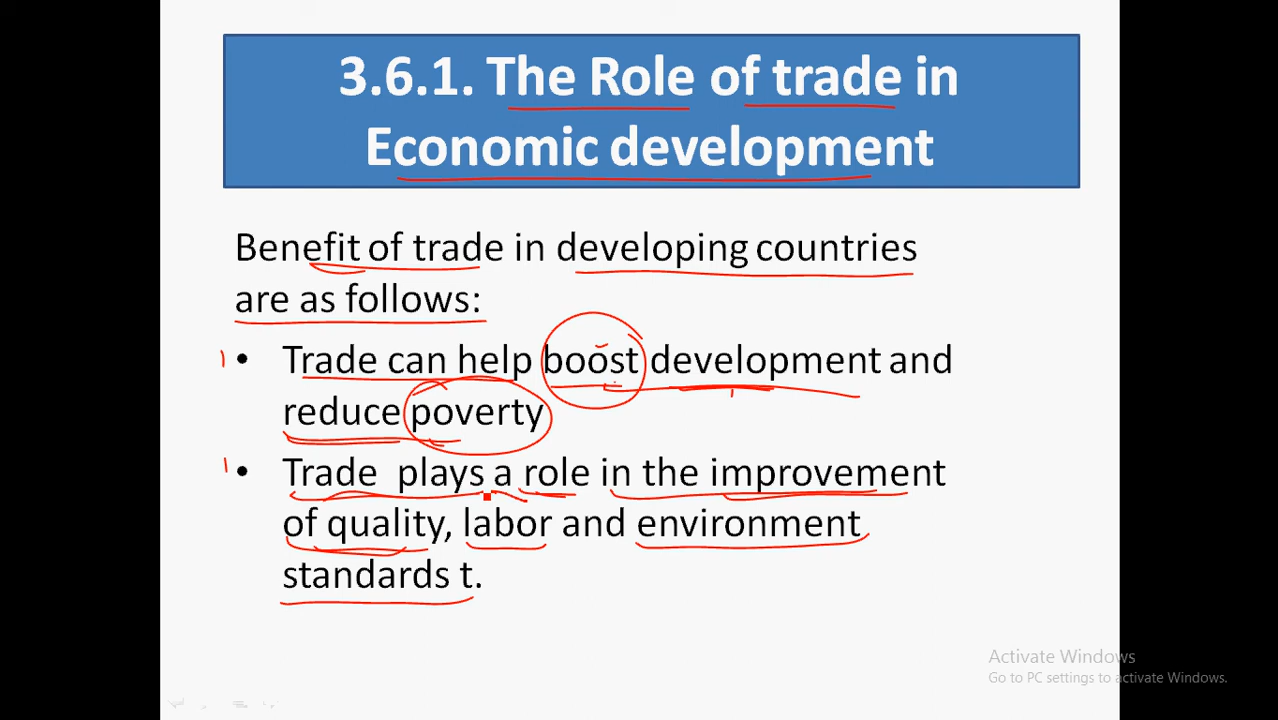 3.6.1. The Role of trade in
Economic development
Benefit of trade in developing countries
are as follows:
• Trade can help boost development and
reduce poverty
• Trade plays a role in the improvement
of quality, labor and environment
standards t.
Activate Windows
Go to PC settings to activate Windows.